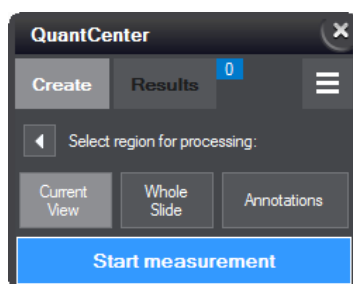 QuantCenter
Create Results 0
Select region for processing:
Current View Whole Slide Annotations
Start measurement